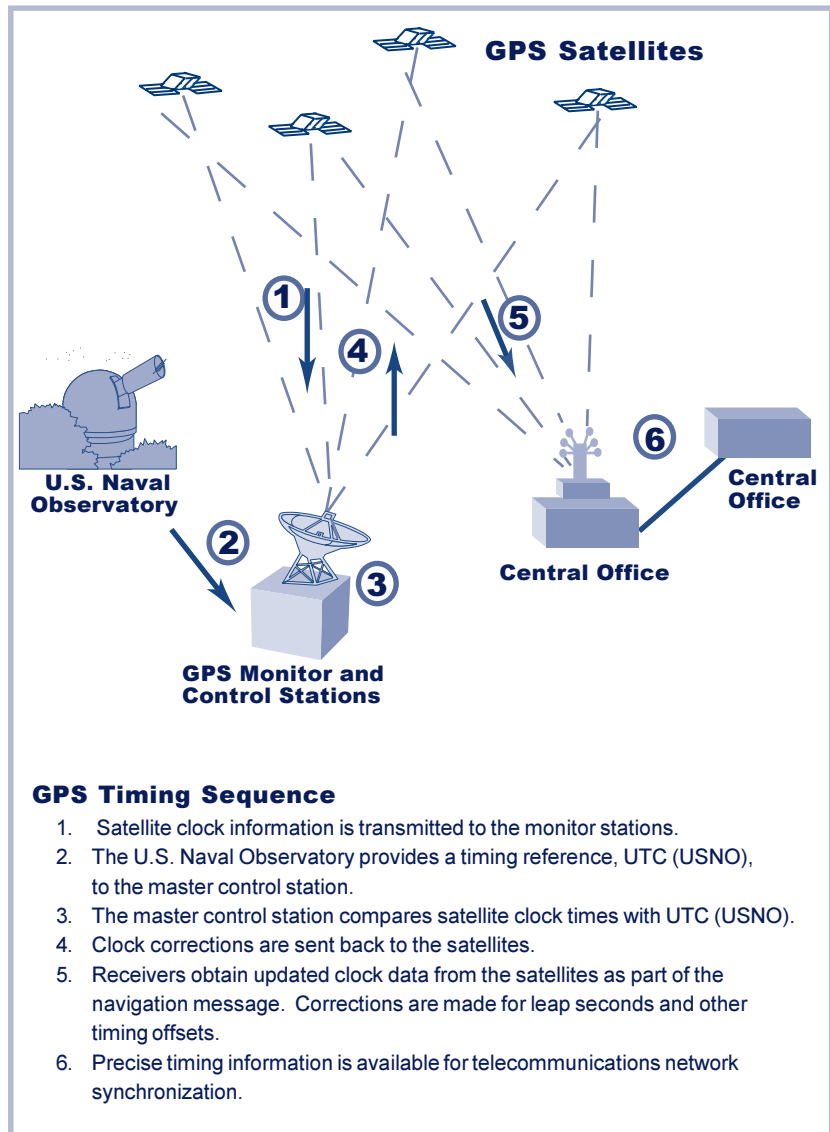 GPS Satellites
1
5
4
6
U.S. Naval
Observatory
Central
Office
2
3
Central Office
GPS Monitor and
Control Stations
GPS Timing Sequence
1. Satellite clock information is transmitted to the monitor stations.
2. The U.S. Naval Observatory provides a timing reference, UTC (USNO),
to the master control station.
3. The master control station compares satellite clock times with UTC (USNO).
4. Clock corrections are sent back to the satellites.
5. Receivers obtain updated clock data from the satellites as part of the
navigation message. Corrections are made for leap seconds and other
timing offsets.
6. Precise timing information is available for telecommunications network
synchronization.